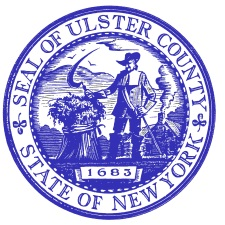 SEAL OF ULSTER COUNTY
STATE OF NEW YORK
1683